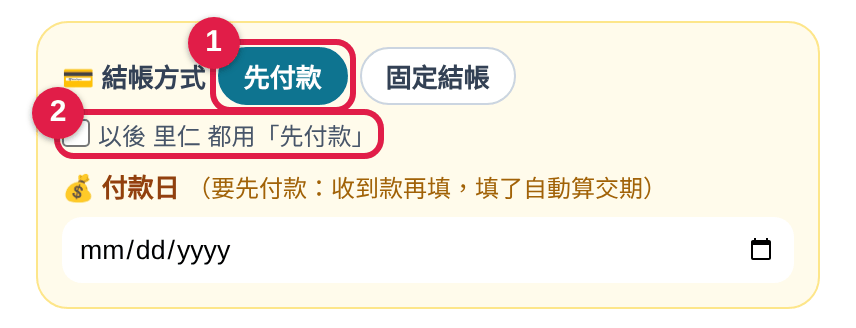 1
💳 結帳方式 先付款 固定結帳
2
以後 里仁 都用「先付款」
💰 付款日 （要先付款：收到款再填，填了自動算交期）
mm/dd/yyyy